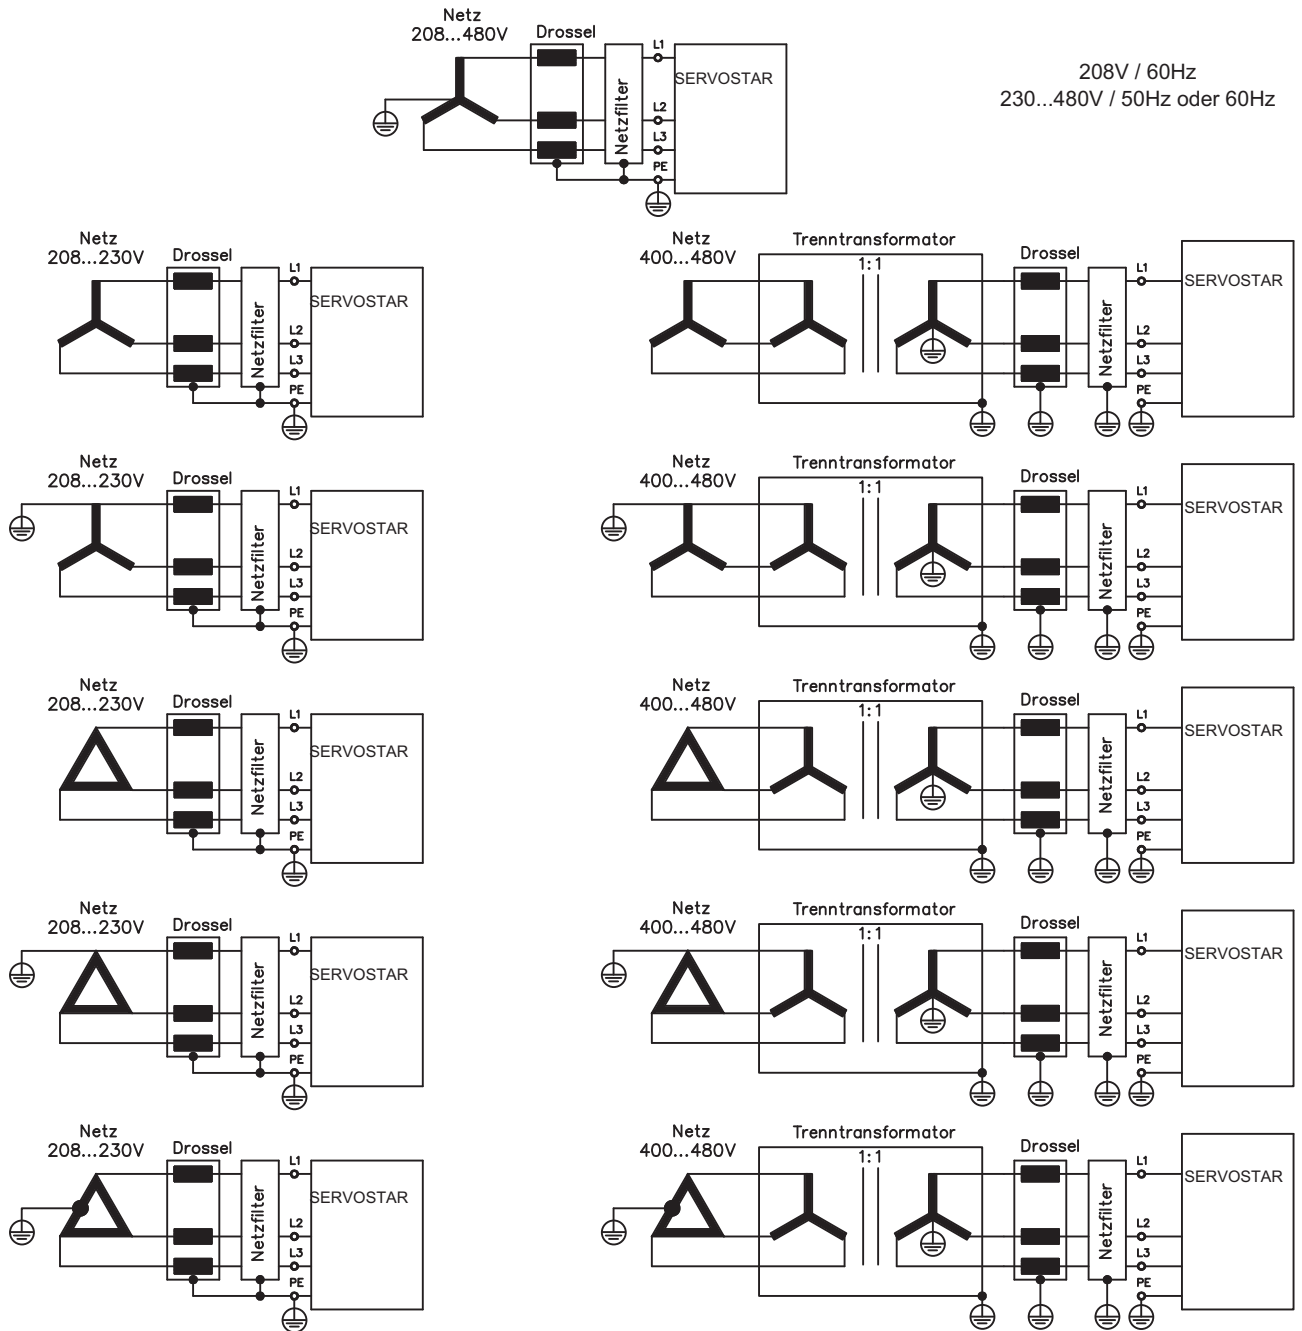 Netz
208...480V
Drossel
Netzfilter
L1
L2
L3
PE
SERVOSTAR
208V / 60Hz
230...480V / 50Hz oder 60Hz
Netz
208...230V
Drossel
Netzfilter
L1
L2
L3
PE
SERVOSTAR
Netz
400...480V
Trenntransformator
1:1
Drossel
Netzfilter
L1
L2
L3
PE
SERVOSTAR
Netz
208...230V
Drossel
Netzfilter
L1
L2
L3
PE
SERVOSTAR
Netz
400...480V
Trenntransformator
1:1
Drossel
Netzfilter
L1
L2
L3
PE
SERVOSTAR
Netz
208...230V
Drossel
Netzfilter
L1
L2
L3
PE
SERVOSTAR
Netz
400...480V
Trenntransformator
1:1
Drossel
Netzfilter
L1
L2
L3
PE
SERVOSTAR
Netz
208...230V
Drossel
Netzfilter
L1
L2
L3
PE
SERVOSTAR
Netz
400...480V
Trenntransformator
1:1
Drossel
Netzfilter
L1
L2
L3
PE
SERVOSTAR
Netz
208...230V
Drossel
Netzfilter
L1
L2
L3
PE
SERVOSTAR
Netz
400...480V
Trenntransformator
1:1
Drossel
Netzfilter
L1
L2
L3
PE
SERVOSTAR